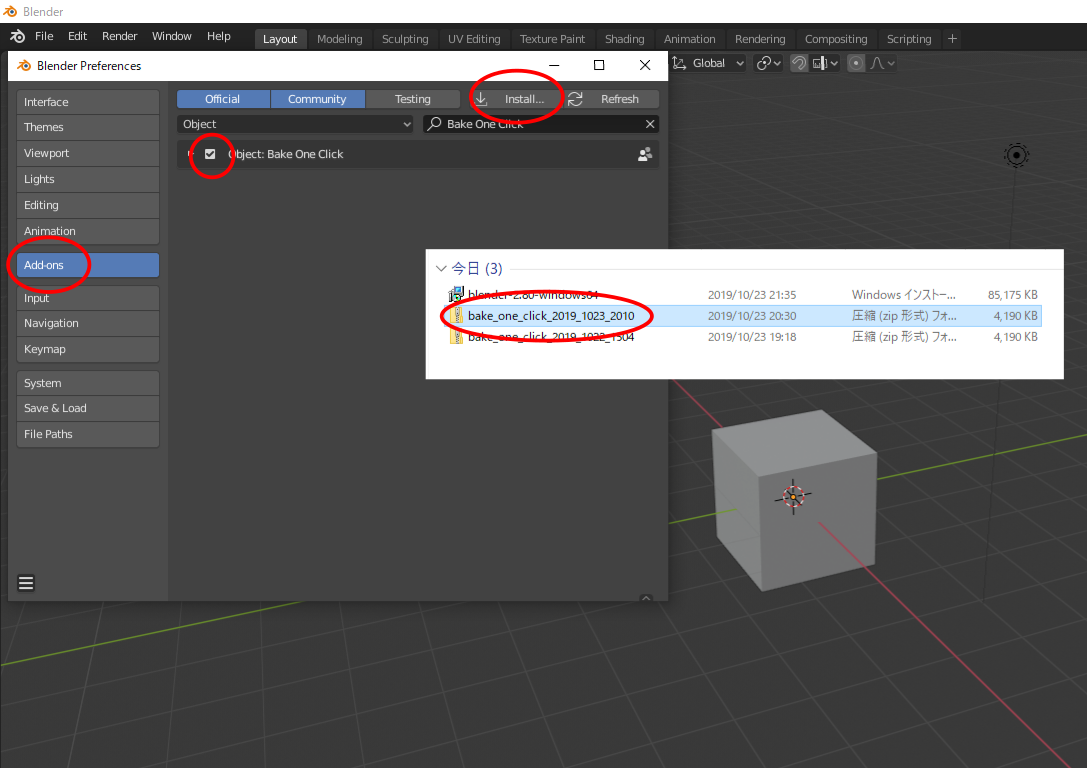 Blender
File Edit Render Window Help Layout Modeling Sculpting UV Editing Texture Paint Shading Animation Rendering Compositing Scripting +
Blender Preferences
Global
Interface
Themes
Viewport
Lights
Editing
Animation
Add-ons
Input
Navigation
Keymap
System
Save & Load
File Paths
Official Community Testing Install... Refresh
Object Bake One Click
Object: Bake One Click
今日 (3)
blender-2.80-windows64 2019/10/23 21:35 Windows インストー... 85,175 KB
bake_one_click_2019_1023_2010 2019/10/23 20:30 圧縮 (zip 形式) フォ... 4,190 KB
bake_one_click_2019_1022_1504 2019/10/23 19:18 圧縮 (zip 形式) フォ... 4,190 KB